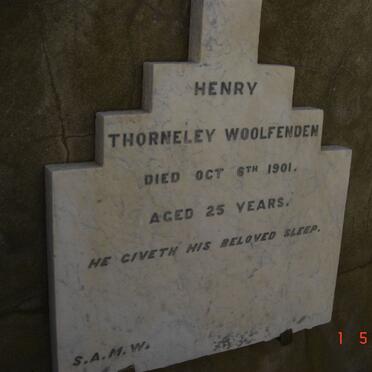 HENRY
THORNELEY WOOLFENDEN
DIED OCT 6TH 1901.
AGED 25 YEARS.
HE GIVETH HIS BELOVED SLEEP.
S.A.M.W.
1 5